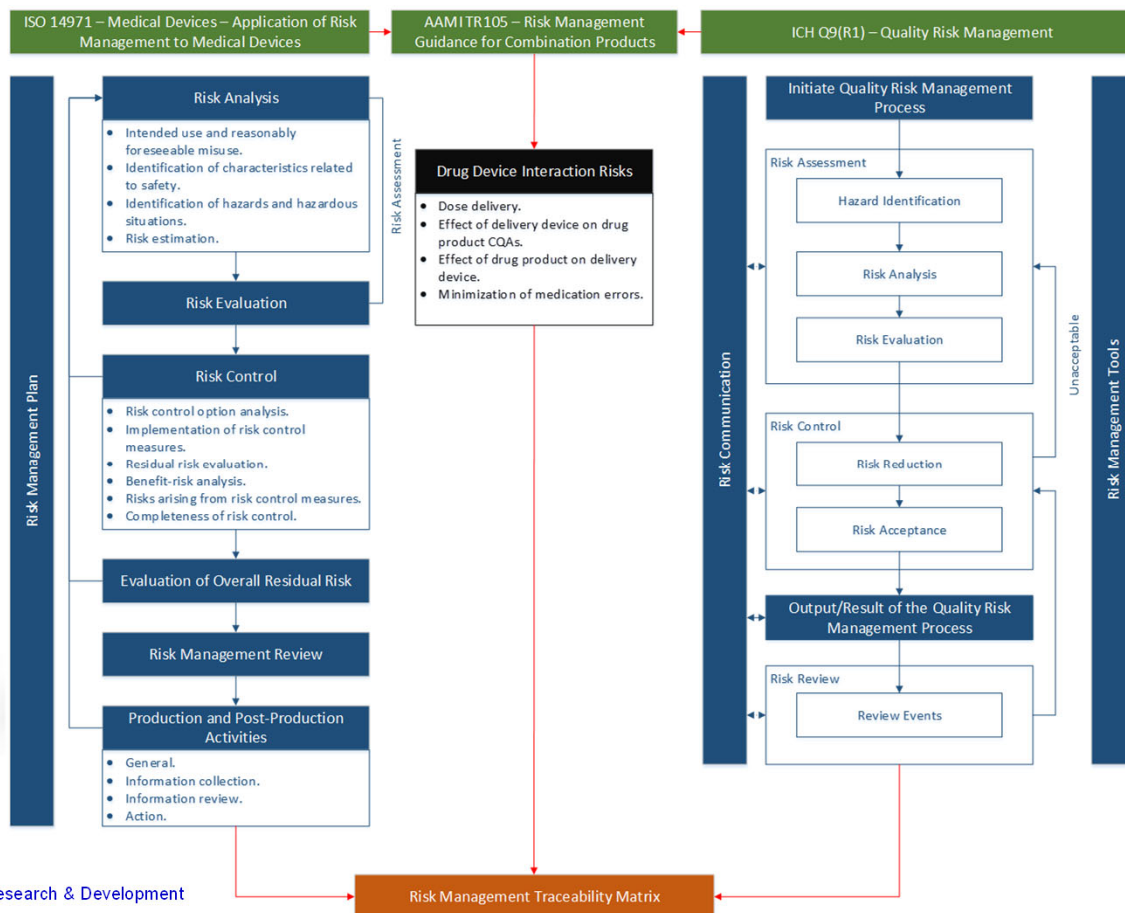 ISO 14971 – Medical Devices – Application of Risk
Management to Medical Devices
AAMI TR105 – Risk Management
Guidance for Combination Products
ICH Q9(R1) – Quality Risk Management
Risk Management Plan
Risk Analysis
• Intended use and reasonably
foreseeable misuse.
• Identification of characteristics related
to safety.
• Identification of hazards and hazardous
situations.
• Risk estimation.
Risk Assessment
Risk Evaluation
Risk Control
• Risk control option analysis.
• Implementation of risk control
measures.
• Residual risk evaluation.
• Benefit-risk analysis.
• Risks arising from risk control measures.
• Completeness of risk control.
Evaluation of Overall Residual Risk
Risk Management Review
Production and Post-Production
Activities
• General.
• Information collection.
• Information review.
• Action.
Drug Device Interaction Risks
• Dose delivery.
• Effect of delivery device on drug
product CQAs.
• Effect of drug product on delivery
device.
• Minimization of medication errors.
Risk Communication
Initiate Quality Risk Management
Process
Risk Assessment
Hazard Identification
Risk Analysis
Risk Evaluation
Unacceptable
Risk Control
Risk Reduction
Risk Acceptance
Output/Result of the Quality Risk
Management Process
Risk Review
Review Events
Risk Management Tools
esearch & Development
Risk Management Traceability Matrix